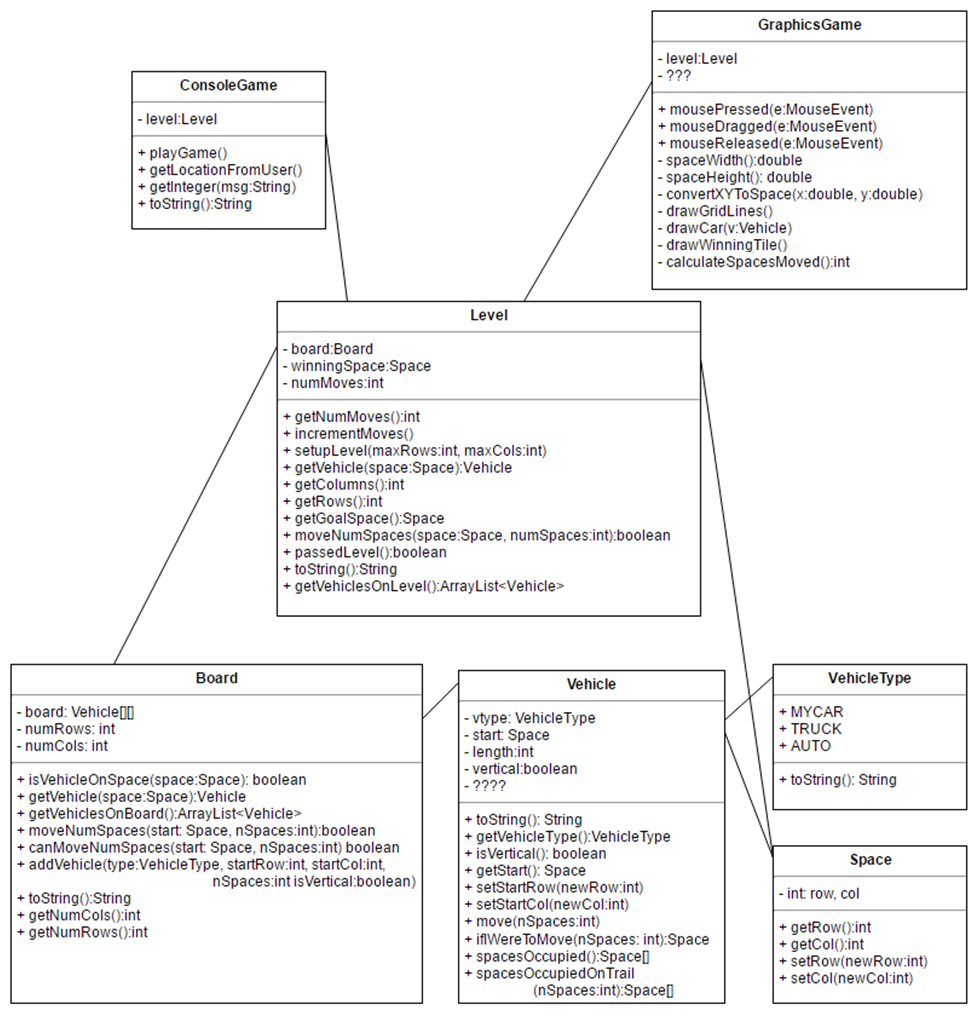 GraphicsGame
- level:Level
- ???
+ mousePressed(e:MouseEvent)
+ mouseDragged(e:MouseEvent)
+ mouseReleased(e:MouseEvent)
- spaceWidth():double
- spaceHeight(): double
- convertXYToSpace(x:double, y:double)
- drawGridLines()
- drawCar(v:Vehicle)
- drawWinningTile()
- calculateSpacesMoved():int
ConsoleGame
- level:Level
+ playGame()
+ getLocationFromUser()
+ getInteger(msg:String)
+ toString():String
Level
- board:Board
- winningSpace:Space
- numMoves:int
+ getNumMoves():int
+ incrementMoves()
+ setupLevel(maxRows:int, maxCols:int)
+ getVehicle(space:Space):Vehicle
+ getColumns():int
+ getRows():int
+ getGoalSpace():Space
+ moveNumSpaces(space:Space, numSpaces:int):boolean
+ passedLevel():boolean
+ toString():String
+ getVehiclesOnLevel():ArrayList<Vehicle>
Board
- board: Vehicle[][]
- numRows: int
- numCols: int
+ isVehicleOnSpace(space:Space): boolean
+ getVehicle(space:Space):Vehicle
+ getVehiclesOnBoard():ArrayList<Vehicle>
+ moveNumSpaces(start: Space, nSpaces:int):boolean
+ canMoveNumSpaces(start: Space, nSpaces:int) boolean
+ addVehicle(type:VehicleType, startRow:int, startCol:int,
nSpaces:int isVertical:boolean)
+ toString():String
+ getNumCols():int
+ getNumRows():int
Vehicle
- vtype: VehicleType
- start: Space
- length:int
- vertical:boolean
- ????
+ toString(): String
+ getVehicleType():VehicleType
+ isVertical(): boolean
+ getStart(): Space
+ setStartRow(newRow:int)
+ setStartCol(newCol:int)
+ move(nSpaces:int)
+ ifIWereToMove(nSpaces: int):Space
+ spacesOccupied():Space[]
+ spacesOccupiedOnTrail
(nSpaces:int):Space[]
VehicleType
+ MYCAR
+ TRUCK
+ AUTO
+ toString(): String
Space
- int: row, col
+ getRow():int
+ getCol():int
+ setRow(newRow:int)
+ setCol(newCol:int)